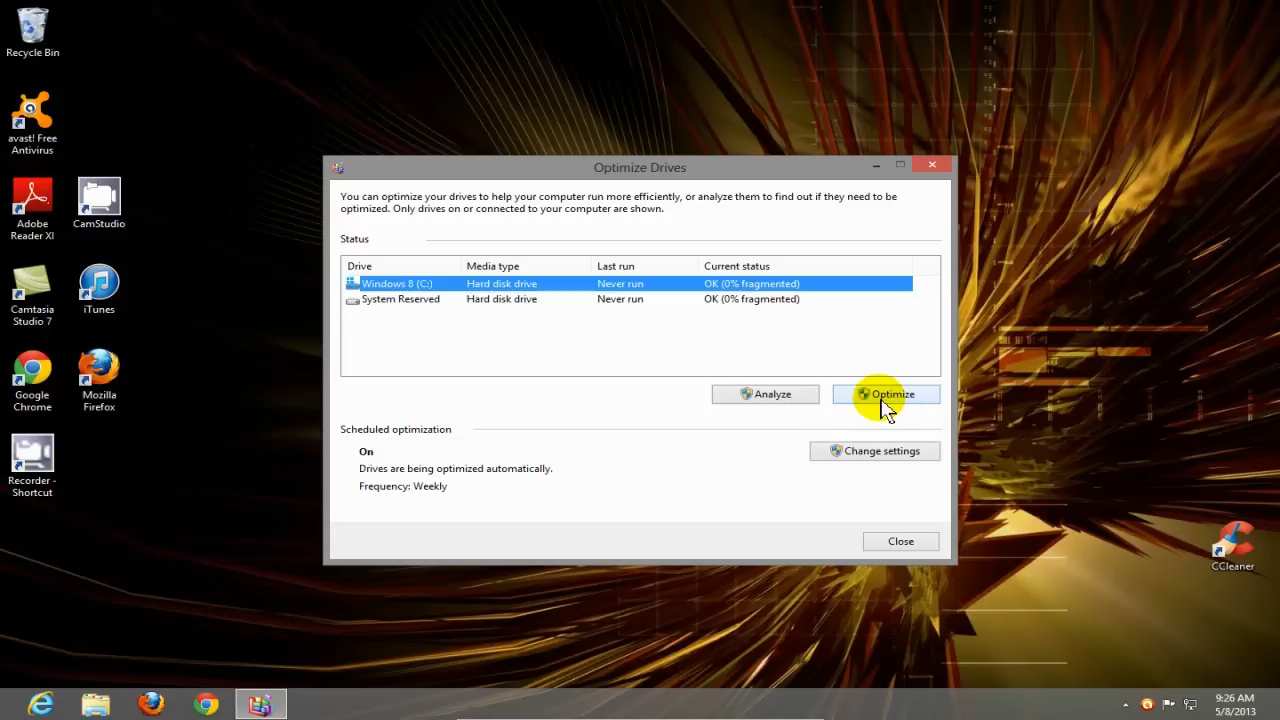 Recycle Bin
avast! Free
Antivirus
Adobe
Reader XI
CamStudio
Camtasia
Studio 7
iTunes
Google
Chrome
Mozilla
Firefox
Recorder -
Shortcut
Optimize Drives
You can optimize your drives to help your computer run more efficiently, or analyze them to find out if they need to be
optimized. Only drives on or connected to your computer are shown.
Status
Drive Media type Last run Current status
Windows 8 (C:) Hard disk drive Never run OK (0% fragmented)
System Reserved Hard disk drive Never run OK (0% fragmented)
Analyze Optimize
Scheduled optimization
On
Change settings
Drives are being optimized automatically.
Frequency: Weekly
Close
CCleaner
9:26 AM
5/8/2013